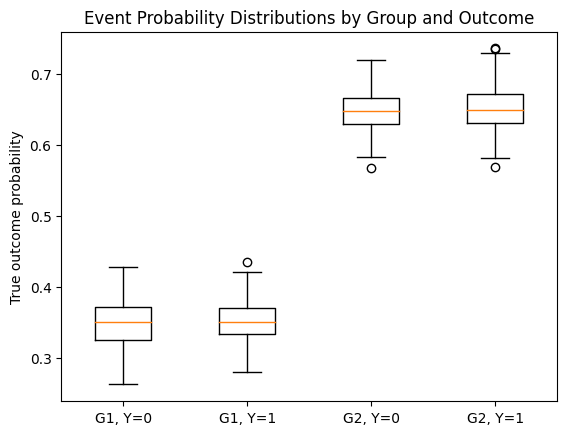 Event Probability Distributions by Group and Outcome
True outcome probability
0.7
0.6
0.5
0.4
0.3
G1, Y=0
G1, Y=1
G2, Y=0
G2, Y=1